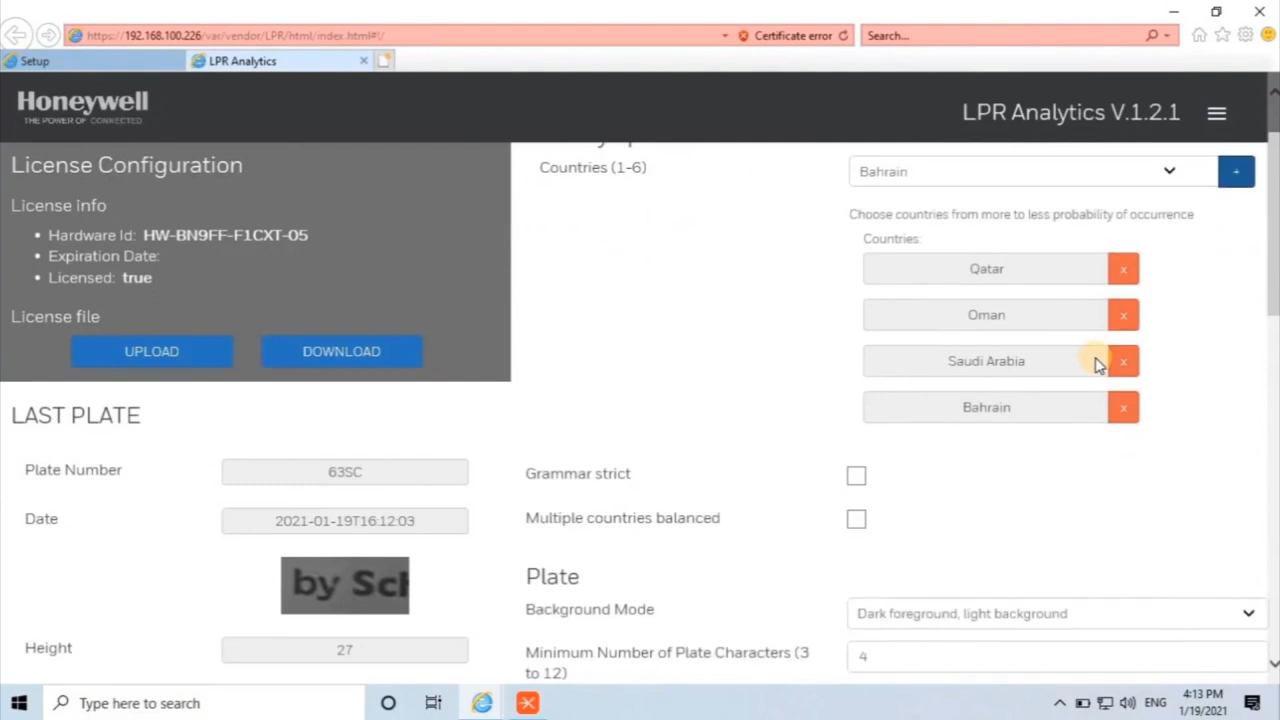 https://192.168.100.226/var/vendor/LPR/html/index.html#!/
Certificate error
Search...
Setup
LPR Analytics
Honeywell
THE POWER OF CONNECTED
LPR Analytics V.1.2.1
License Configuration
License info
Hardware Id: HW-BN9FF-F1CXT-05
Expiration Date:
Licensed: true
License file
UPLOAD
DOWNLOAD
LAST PLATE
Plate Number
63SC
Date
2021-01-19T16:12:03
by Sch
Height
27
Countries (1-6)
Bahrain
+
Choose countries from more to less probability of occurrence
Countries:
Qatar
x
Oman
x
Saudi Arabia
x
Bahrain
x
Grammar strict
Multiple countries balanced
Plate
Background Mode
Dark foreground, light background
Minimum Number of Plate Characters (3
to 12)
4
Type here to search
ENG
4:13 PM
1/19/2021